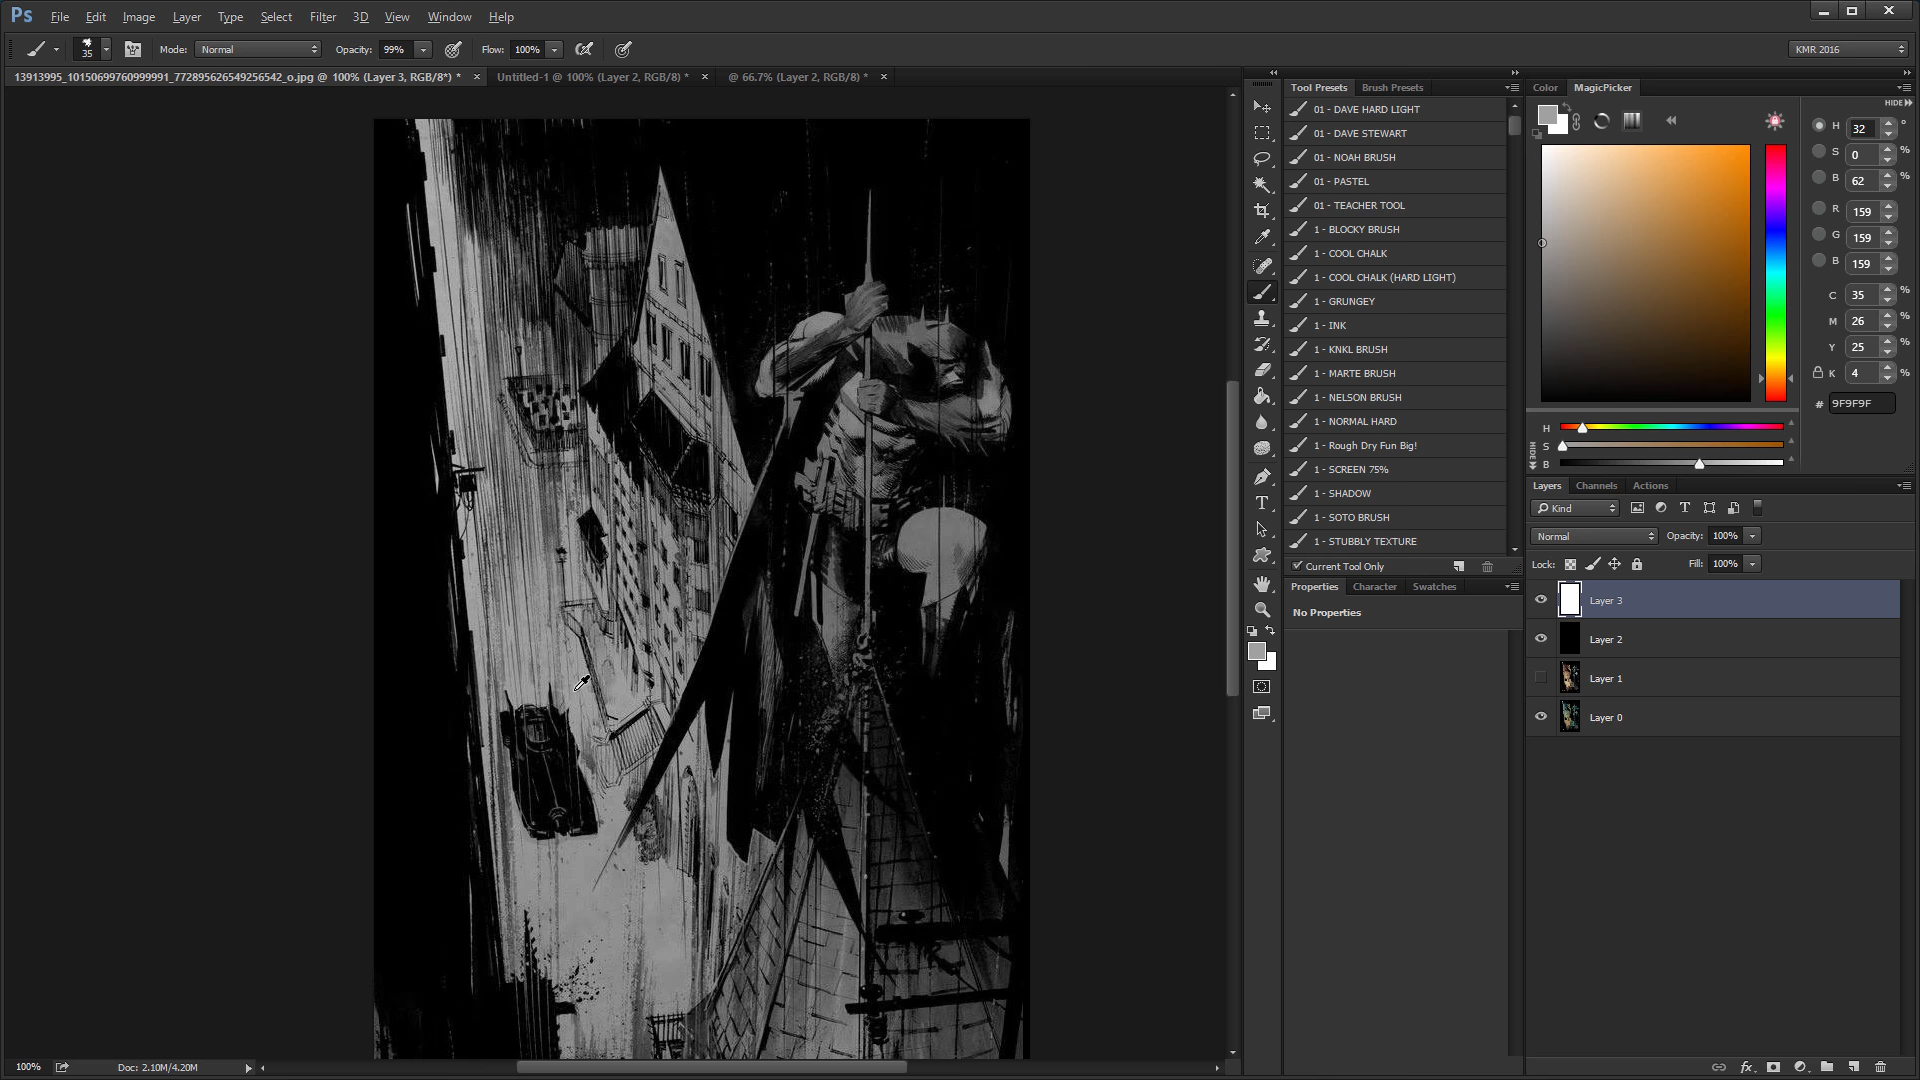 Ps File Edit Image Layer Type Select Filter 3D View Window Help
35 Mode: Normal Opacity: 99% Flow: 100% KMR 2016
13913995_10150699760999991_772895626549256542_o.jpg @ 100% (Layer 3, RGB/8*) * × Untitled-1 @ 100% (Layer 2, RGB/8) * × @ 66.7% (Layer 2, RGB/8) * ×
Tool Presets Brush Presets
01 - DAVE HARD LIGHT
01 - DAVE STEWART
01 - NOAH BRUSH
01 - PASTEL
01 - TEACHER TOOL
1 - BLOCKY BRUSH
1 - COOL CHALK
1 - COOL CHALK (HARD LIGHT)
1 - GRUNGEY
1 - INK
1 - KNKL BRUSH
1 - MARTE BRUSH
1 - NELSON BRUSH
1 - NORMAL HARD
1 - Rough Dry Fun Big!
1 - SCREEN 75%
1 - SHADOW
1 - SOTO BRUSH
1 - STUBBLY TEXTURE
Current Tool Only
Properties Character Swatches
No Properties
Color MagicPicker
HIDE
H 32 °
S 0 %
B 62 %
R 159
G 159
B 159
C 35 %
M 26 %
Y 25 %
K 4 %
# 9F9F9F
H
S
B
HIDE
Layers Channels Actions
Kind
Normal Opacity: 100%
Lock: Fill: 100%
Layer 3
Layer 2
Layer 1
Layer 0
100% Doc: 2.10M/4.20M